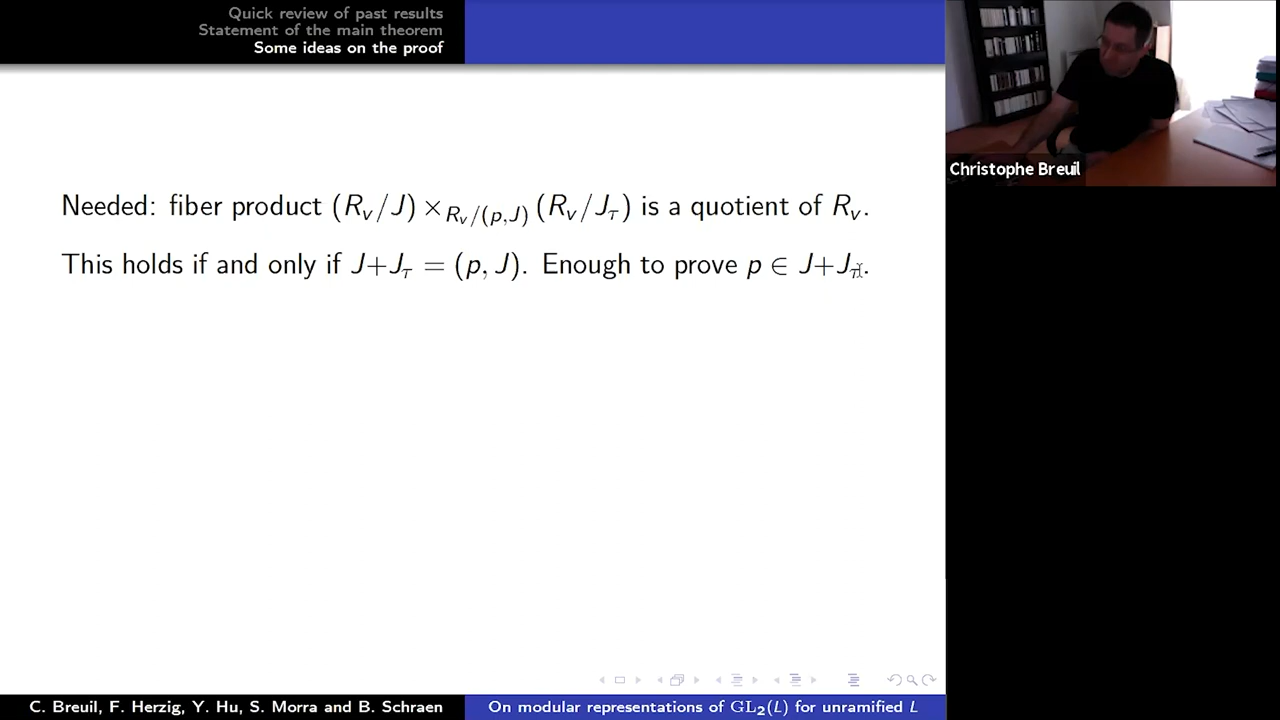 Quick review of past results
Statement of the main theorem
Some ideas on the proof
Christophe Breuil
Needed: fiber product (R_v/J) ×_{R_v/(p,J)} (R_v/J_τ) is a quotient of R_v.
This holds if and only if J+J_τ = (p, J). Enough to prove p ∈ J+J_τ.
C. Breuil, F. Herzig, Y. Hu, S. Morra and B. Schraen
On modular representations of GL₂(L) for unramified L